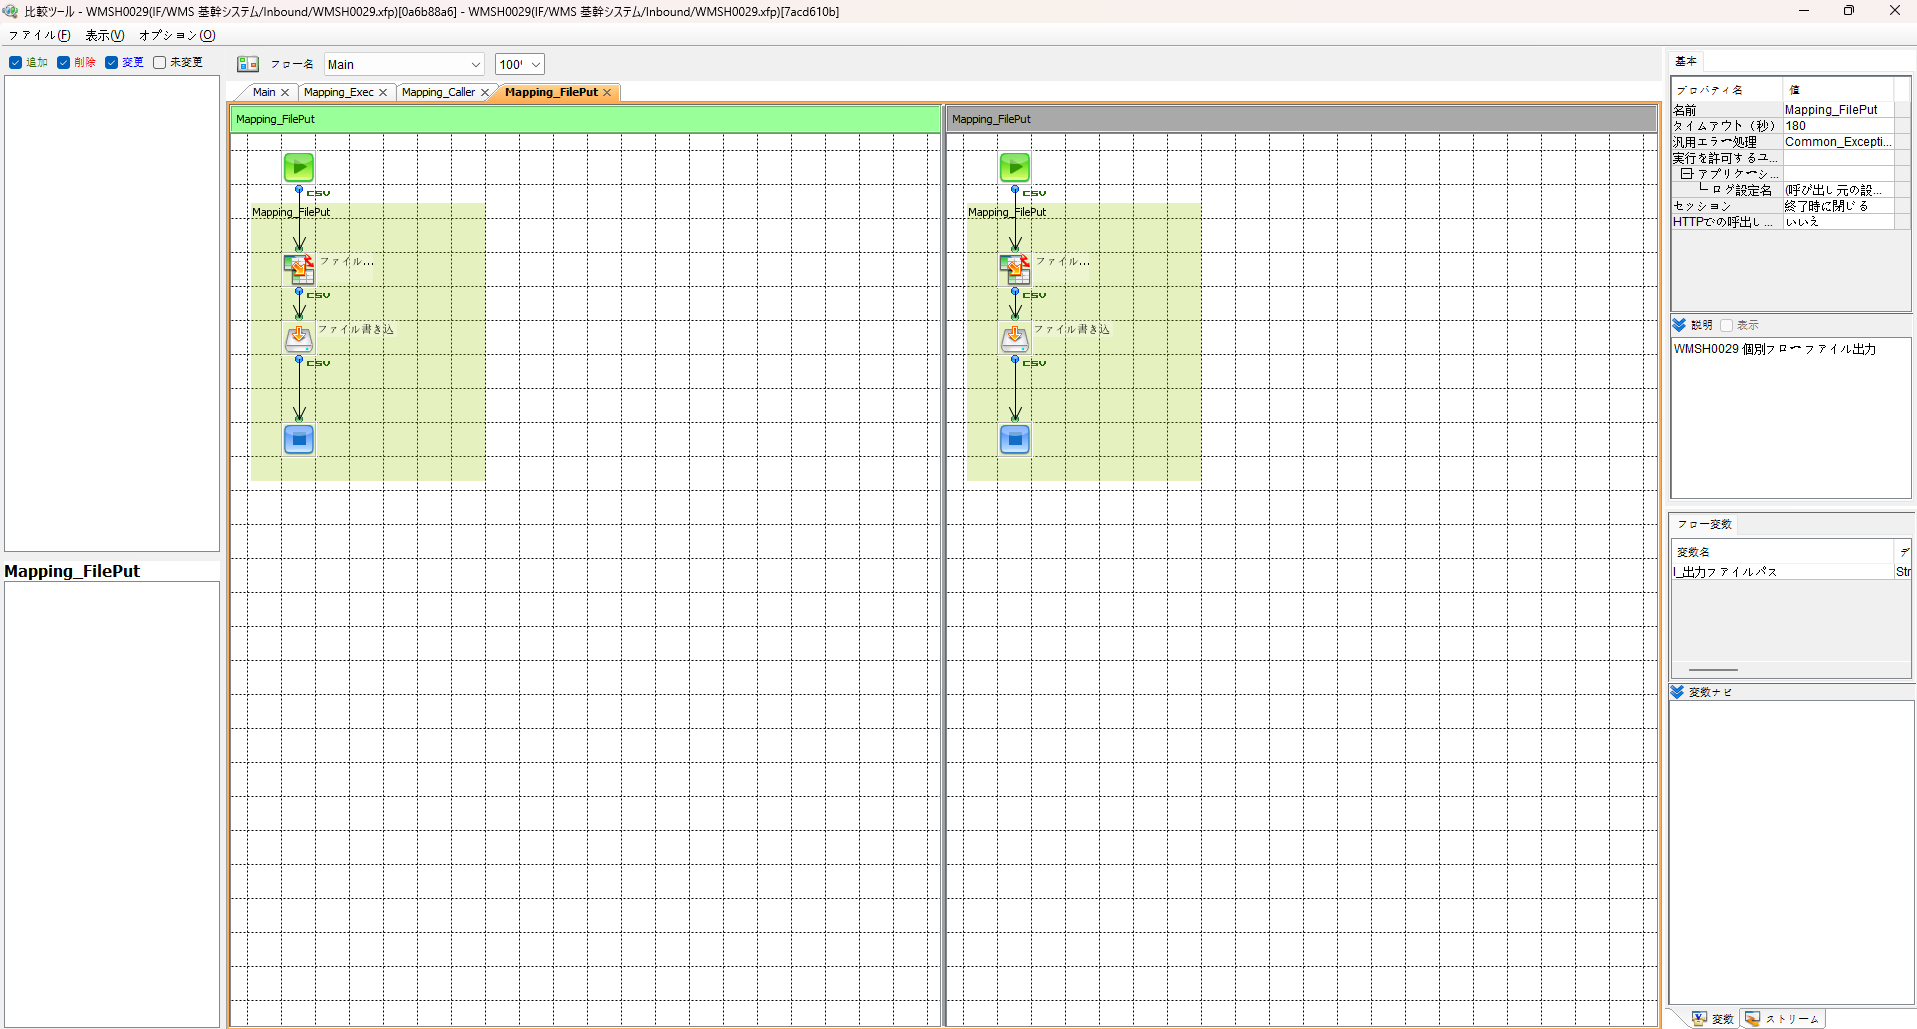 比較ツール - WMSH0029(IF/WMS 基幹システム/Inbound/WMSH0029.xfp)[0a6b88a6] - WMSH0029(IF/WMS 基幹システム/Inbound/WMSH0029.xfp)[7acd610b]
ファイル(F) 表示(V) オプション(O)
追加 削除 変更 未変更
フロー名 Main 100%
Main Mapping_Exec Mapping_Caller Mapping_FilePut
Mapping_FilePut
CSV
Mapping_FilePut
ファイル...
CSV
ファイル書き込
CSV
Mapping_FilePut
CSV
Mapping_FilePut
ファイル...
CSV
ファイル書き込
CSV
Mapping_FilePut
基本
プロパティ名 値
名前 Mapping_FilePut
タイムアウト（秒） 180
汎用エラー処理 Common_Excepti...
実行を許可するユ...
アプリケーシ...
ログ設定名 (呼び出し元の設...
セッション 終了時に閉じる
HTTPでの呼出し... いいえ
説明 表示
WMSH0029 個別フロー ファイル出力
フロー変数
変数名 デ
I_出力ファイルパス Str
変数ナビ
変数 ストリーム